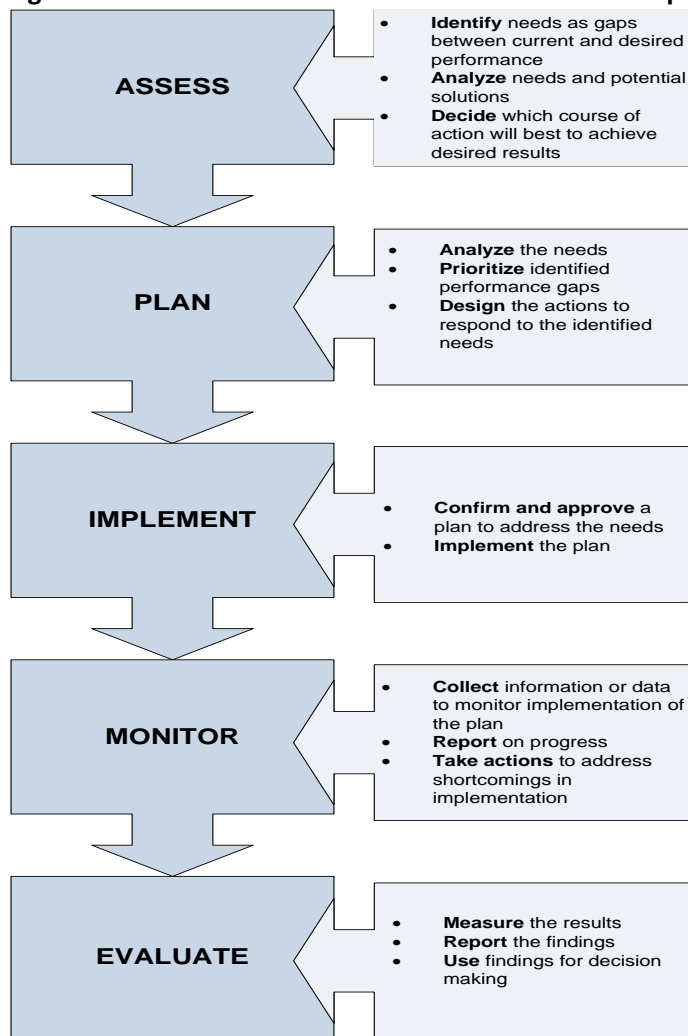 ASSESS
• Identify needs as gaps
between current and desired
performance
• Analyze needs and potential
solutions
• Decide which course of
action will best to achieve
desired results
PLAN
• Analyze the needs
• Prioritize identified
performance gaps
• Design the actions to
respond to the identified
needs
IMPLEMENT
• Confirm and approve a
plan to address the needs
• Implement the plan
MONITOR
• Collect information or data
to monitor implementation of
the plan
• Report on progress
• Take actions to address
shortcomings in
implementation
EVALUATE
• Measure the results
• Report the findings
• Use findings for decision
making